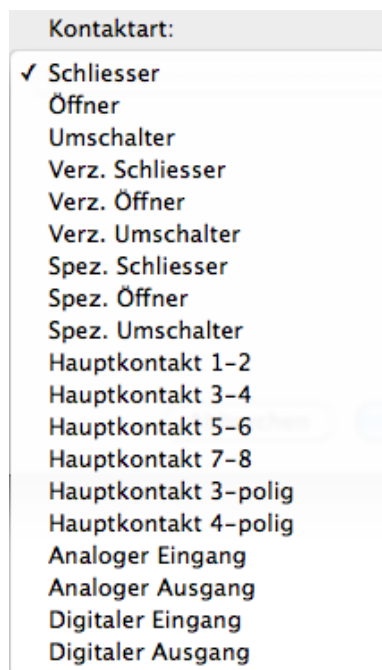 Kontaktart:
✓ Schliesser
Öffner
Umschalter
Verz. Schliesser
Verz. Öffner
Verz. Umschalter
Spez. Schliesser
Spez. Öffner
Spez. Umschalter
Hauptkontakt 1-2
Hauptkontakt 3-4
Hauptkontakt 5-6
Hauptkontakt 7-8
Hauptkontakt 3-polig
Hauptkontakt 4-polig
Analoger Eingang
Analoger Ausgang
Digitaler Eingang
Digitaler Ausgang